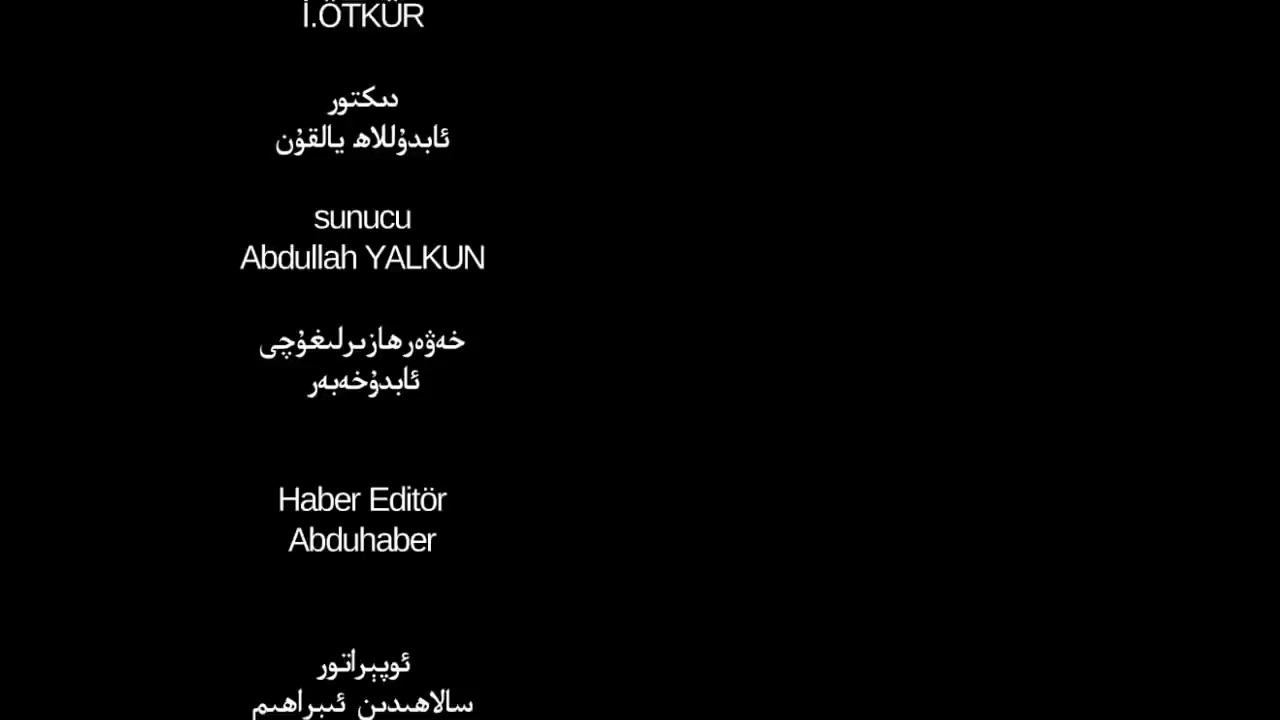 İ.ÖTKÜR
دىكتور
ئابدۇللاھ يالقۇن
sunucu
Abdullah YALKUN
خەۋەرھازىرلىغۇچى
ئابدۇخەبەر
Haber Editör
Abduhaber
ئوپېراتور
سالاھىدىن ئىبراھىم